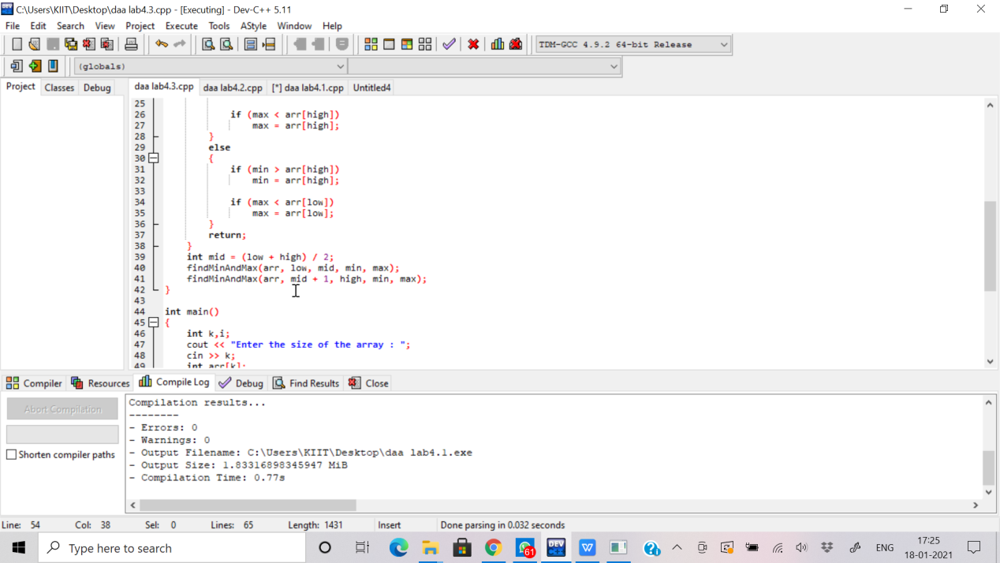 C:\Users\KIIT\Desktop\daa lab4.3.cpp - [Executing] - Dev-C++ 5.11
File Edit Search View Project Execute Tools AStyle Window Help
TDM-GCC 4.9.2 64-bit Release
(globals)
Project Classes Debug daa lab4.3.cpp daa lab4.2.cpp [*] daa lab4.1.cpp Untitled4
25
26 if (max < arr[high])
27 max = arr[high];
28 }
29 else
30 {
31 if (min > arr[high])
32 min = arr[high];
33
34 if (max < arr[low])
35 max = arr[low];
36 }
37 return;
38 }
39 int mid = (low + high) / 2;
40 findMinAndMax(arr, low, mid, min, max);
41 findMinAndMax(arr, mid + 1, high, min, max);
42 }
43
44 int main()
45 {
46 int k,i;
47 cout << "Enter the size of the array : ";
48 cin >> k;
49 int arr[k];
Compiler Resources Compile Log Debug Find Results Close
Abort Compilation
Shorten compiler paths
Compilation results...
--------
- Errors: 0
- Warnings: 0
- Output Filename: C:\Users\KIIT\Desktop\daa lab4.1.exe
- Output Size: 1.83316898345947 MiB
- Compilation Time: 0.77s
Line: 54 Col: 38 Sel: 0 Lines: 65 Length: 1431 Insert Done parsing in 0.032 seconds
Type here to search
61
DEV
W
ENG
17:25
18-01-2021